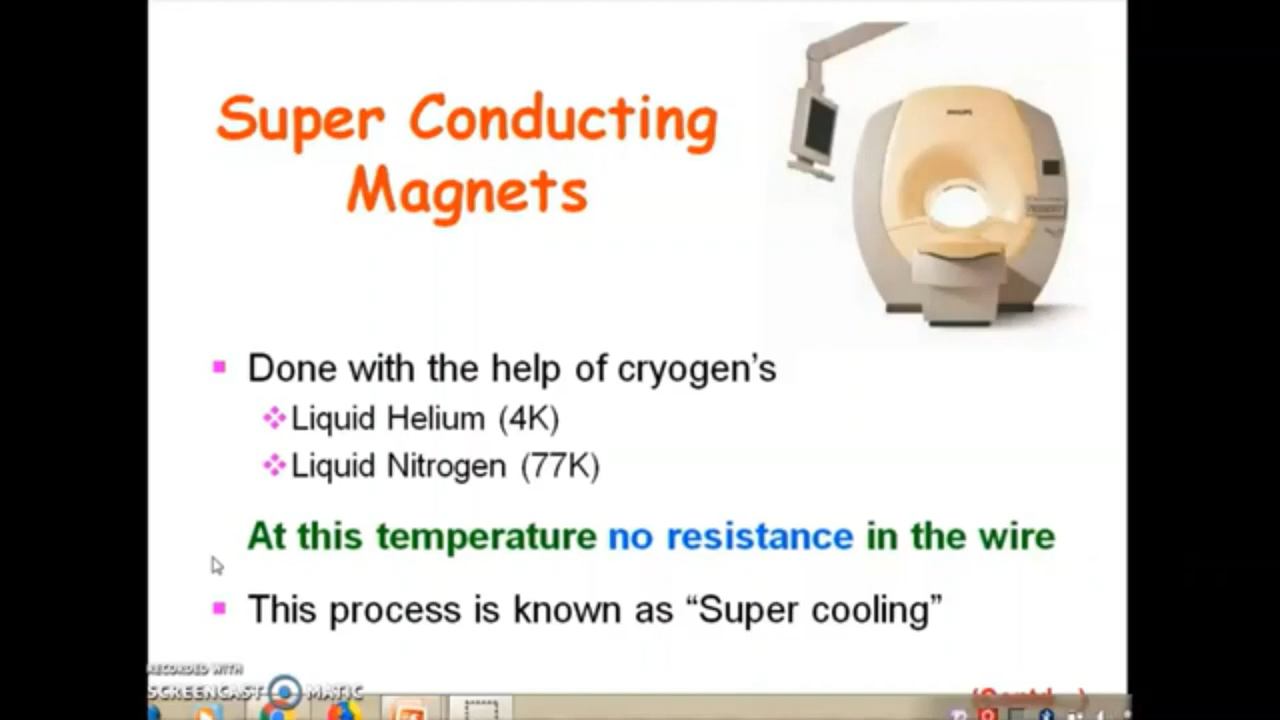 Super Conducting
Magnets
PHILIPS
Done with the help of cryogen’s
Liquid Helium (4K)
Liquid Nitrogen (77K)
At this temperature no resistance in the wire
This process is known as “Super cooling”
RECORDED WITH
SCREENCAST MATIC